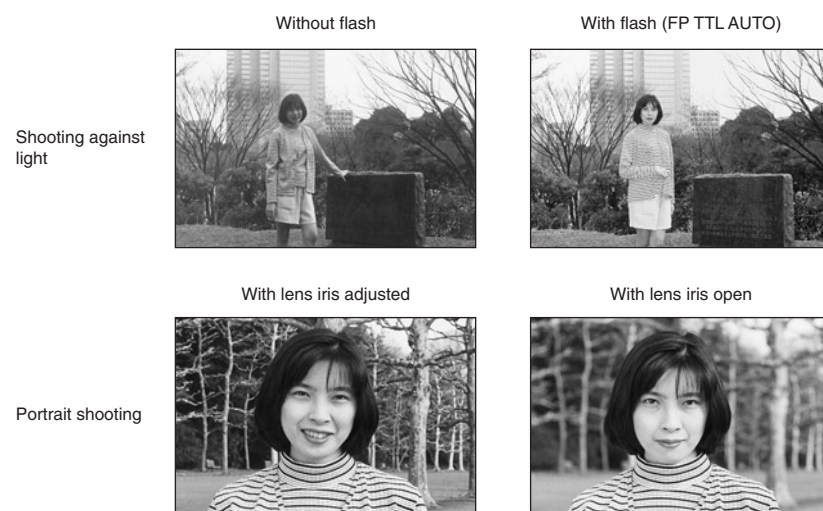 Without flash
With flash (FP TTL AUTO)
Shooting against
light
With lens iris adjusted
With lens iris open
Portrait shooting